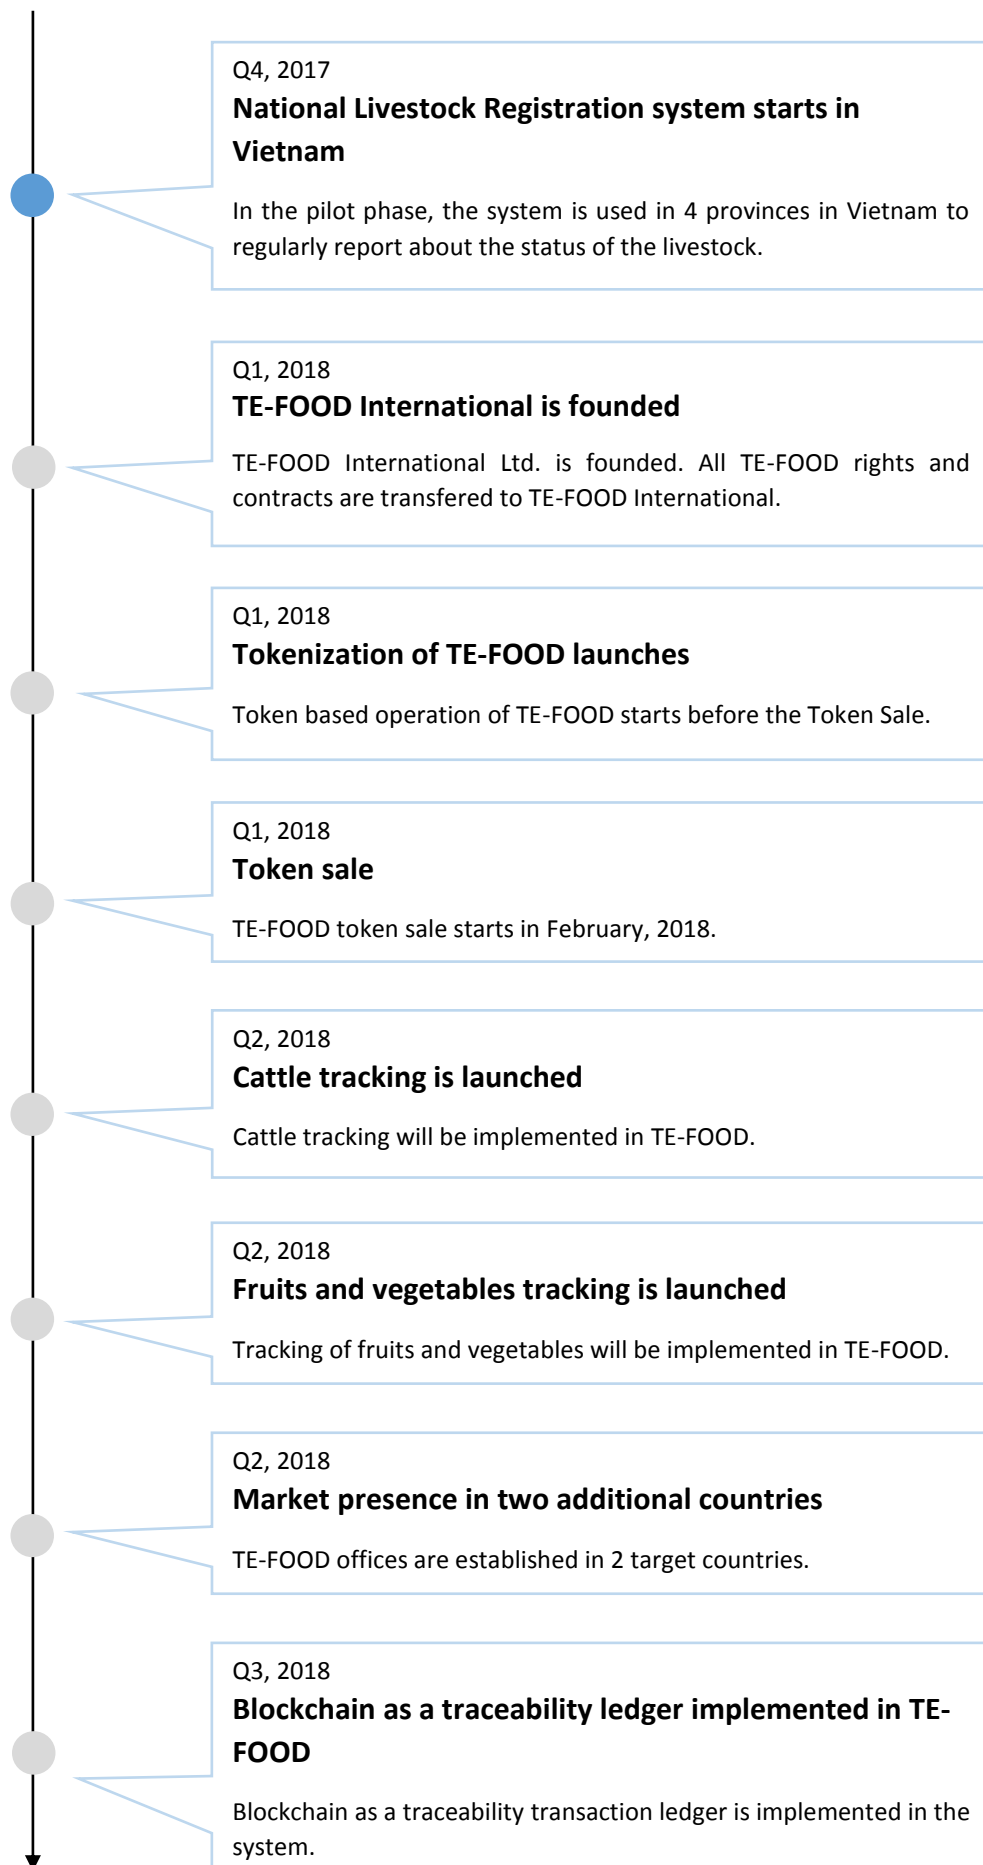 Q4, 2017
National Livestock Registration system starts in
Vietnam
In the pilot phase, the system is used in 4 provinces in Vietnam to
regularly report about the status of the livestock.
Q1, 2018
TE-FOOD International is founded
TE-FOOD International Ltd. is founded. All TE-FOOD rights and
contracts are transfered to TE-FOOD International.
Q1, 2018
Tokenization of TE-FOOD launches
Token based operation of TE-FOOD starts before the Token Sale.
Q1, 2018
Token sale
TE-FOOD token sale starts in February, 2018.
Q2, 2018
Cattle tracking is launched
Cattle tracking will be implemented in TE-FOOD.
Q2, 2018
Fruits and vegetables tracking is launched
Tracking of fruits and vegetables will be implemented in TE-FOOD.
Q2, 2018
Market presence in two additional countries
TE-FOOD offices are established in 2 target countries.
Q3, 2018
Blockchain as a traceability ledger implemented in TE-
FOOD
Blockchain as a traceability transaction ledger is implemented in the
system.